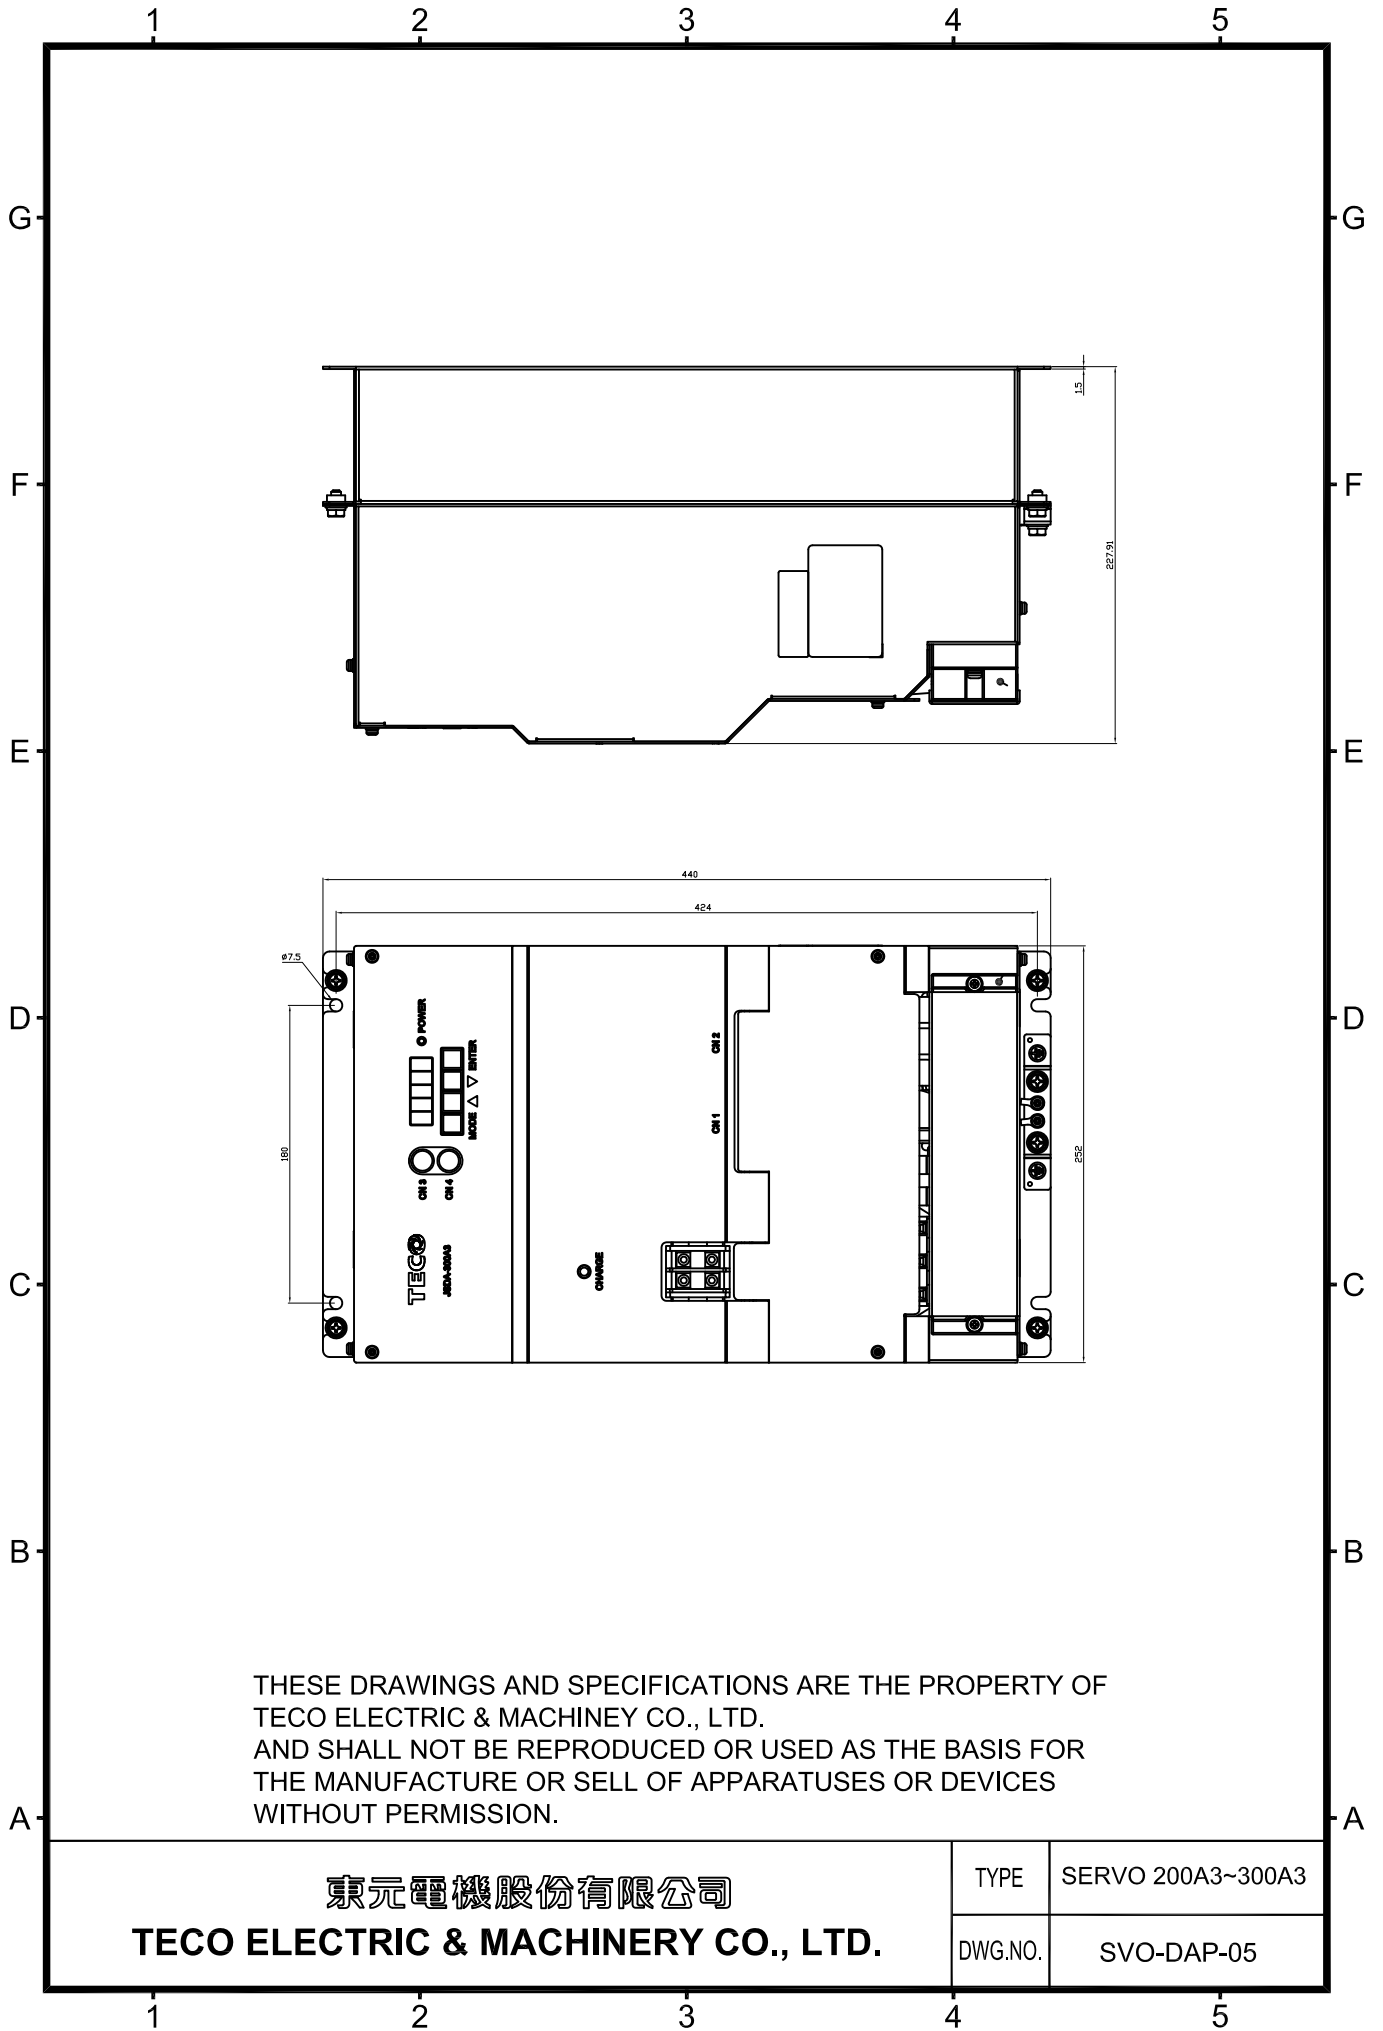 1 2 3 4 5
G G
F F
E E
D D
C C
B B
A A
1.5
227.91
440
424
ø7.5
180
252
POWER
MODE △ ▽ ENTER
CN 3
CN 4
TECO
JSDA-300A3
CHARGE
CN 2
CN 1
THESE DRAWINGS AND SPECIFICATIONS ARE THE PROPERTY OF
TECO ELECTRIC & MACHINEY CO., LTD.
AND SHALL NOT BE REPRODUCED OR USED AS THE BASIS FOR
THE MANUFACTURE OR SELL OF APPARATUSES OR DEVICES
WITHOUT PERMISSION.
東元電機股份有限公司
TECO ELECTRIC & MACHINERY CO., LTD.
TYPE SERVO 200A3~300A3
DWG.NO. SVO-DAP-05
1 2 3 4 5